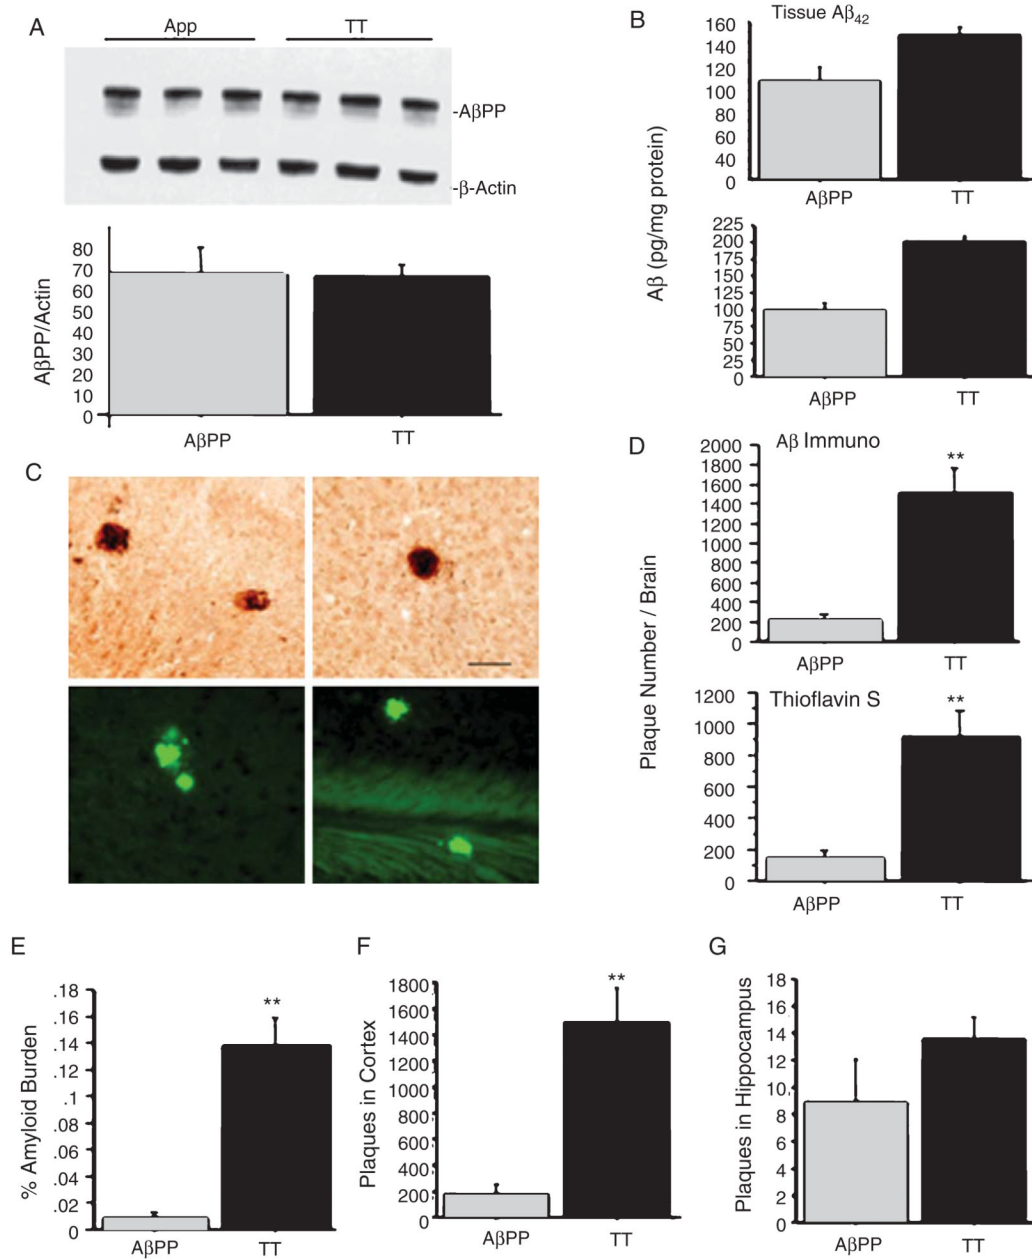 A
App
TT
-AβPP
-β-Actin
AβPP/Actin
80
70
60
50
40
30
20
10
0
AβPP
TT
B
Tissue Aβ42
Aβ (pg/mg protein)
160
140
120
100
80
60
40
0
AβPP
TT
225
200
175
150
125
100
75
50
25
0
AβPP
TT
C
D
Aβ Immuno
Plaque Number / Brain
2000
1800
1600
1400
1200
1000
800
600
400
200
0
**
AβPP
TT
Thioflavin S
1200
1000
800
600
400
200
0
**
AβPP
TT
E
% Amyloid Burden
.18
.16
.14
.12
.1
.08
.06
.04
.02
0
**
AβPP
TT
F
Plaques in Cortex
1800
1600
1400
1200
1000
800
600
400
200
0
**
AβPP
TT
G
Plaques in Hippocampus
18
16
14
12
10
8
6
4
2
0
AβPP
TT